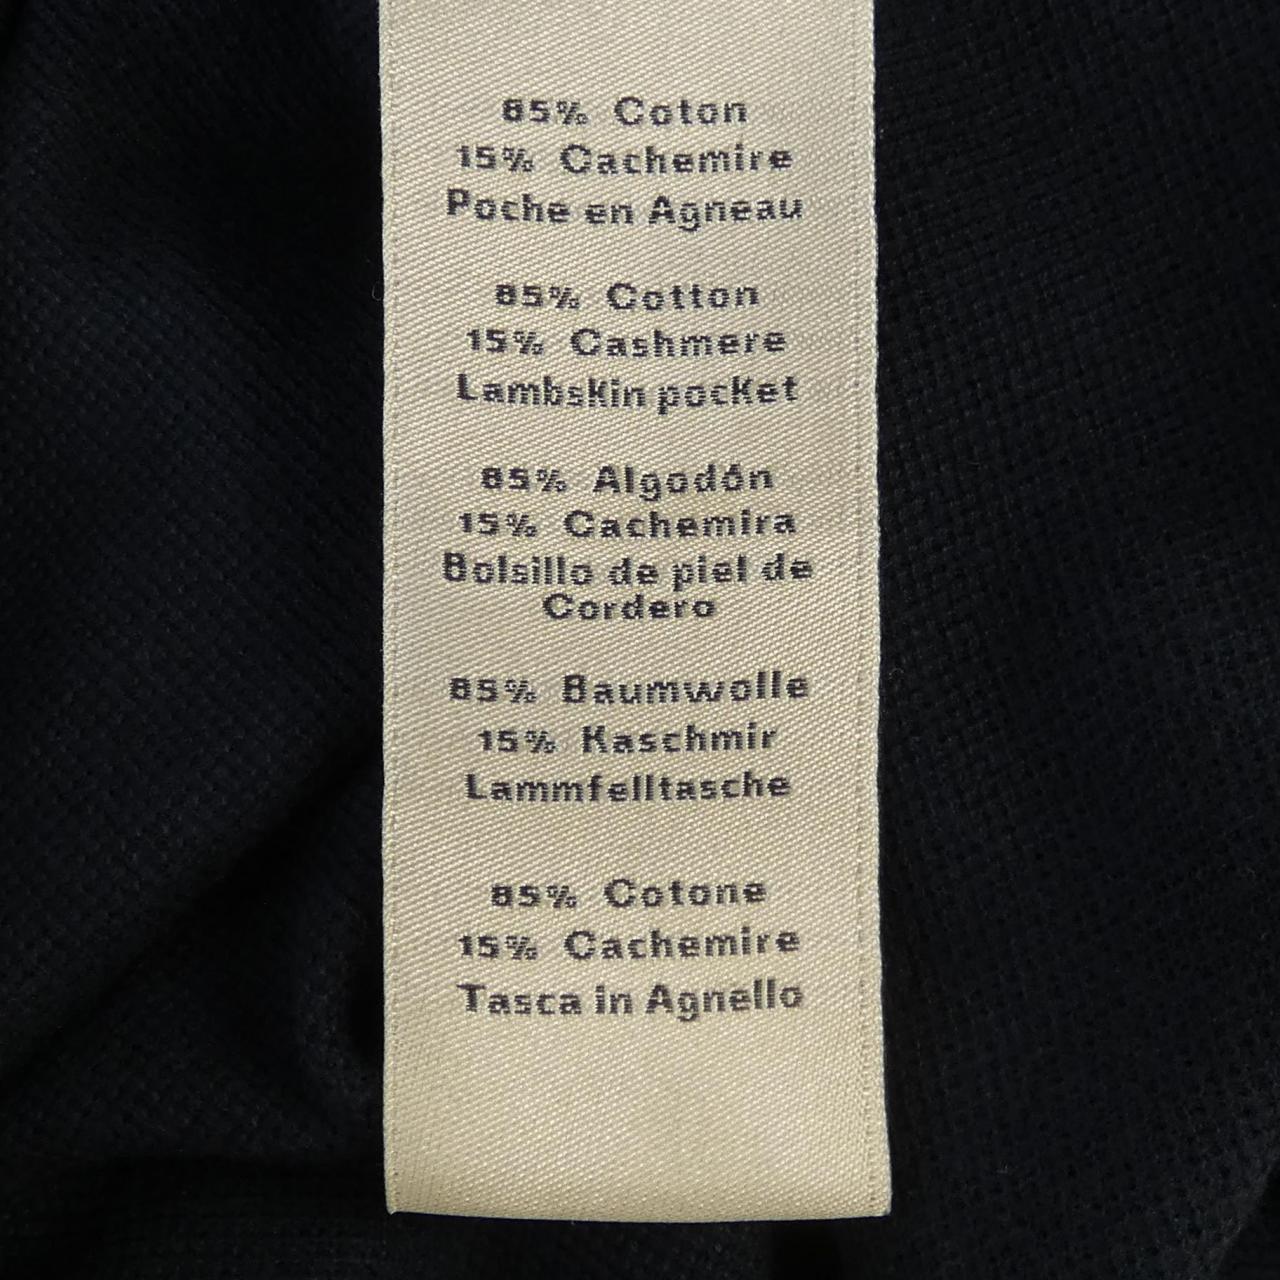 85% Coton
15% Cachemire
Poche en Agneau
85% Cotton
15% Cashmere
Lambskin pocket
85% Algodón
15% Cachemira
Bolsillo de piel de
Cordero
85% Baumwolle
15% Kaschmir
Lammfelltasche
85% Cotone
15% Cachemire
Tasca in Agnello